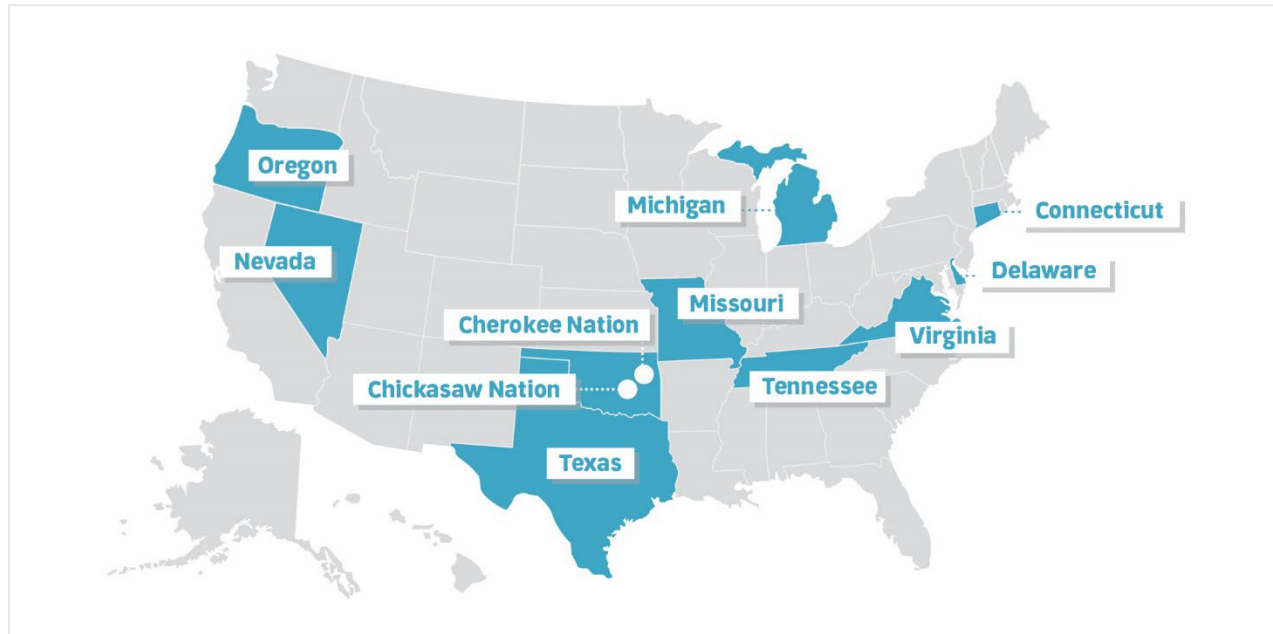 Oregon
Michigan
Connecticut
Nevada
Delaware
Missouri
Cherokee Nation
Virginia
Chickasaw Nation
Tennessee
Texas